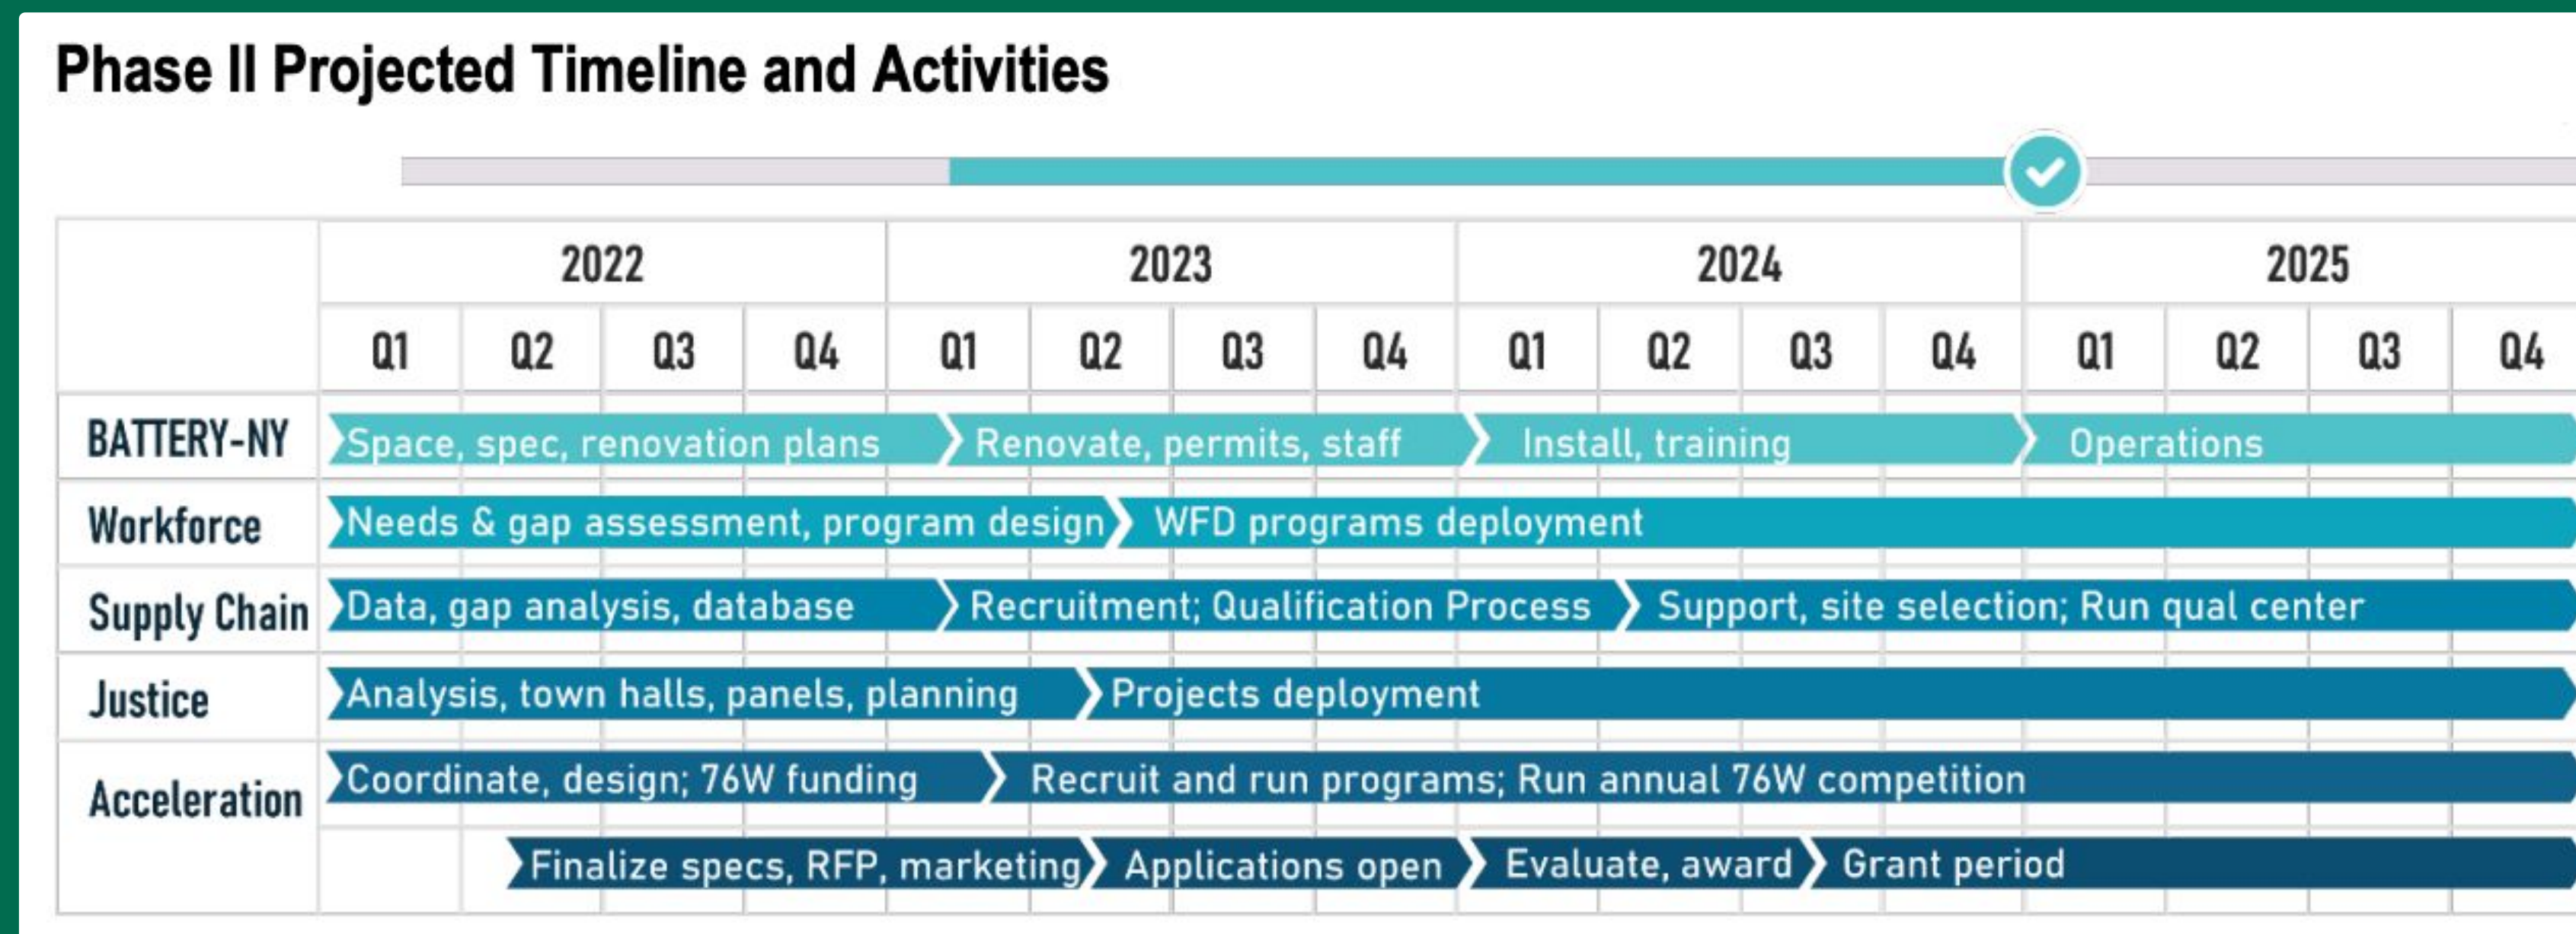 Phase II Projected Timeline and Activities
2022 2023 2024 2025
Q1 Q2 Q3 Q4 Q1 Q2 Q3 Q4 Q1 Q2 Q3 Q4 Q1 Q2 Q3 Q4
BATTERY-NY Space, spec, renovation plans Renovate, permits, staff Install, training Operations
Workforce Needs & gap assessment, program design WFD programs deployment
Supply Chain Data, gap analysis, database Recruitment; Qualification Process Support, site selection; Run qual center
Justice Analysis, town halls, panels, planning Projects deployment
Acceleration Coordinate, design; 76W funding Recruit and run programs; Run annual 76W competition
Finalize specs, RFP, marketing Applications open Evaluate, award Grant period